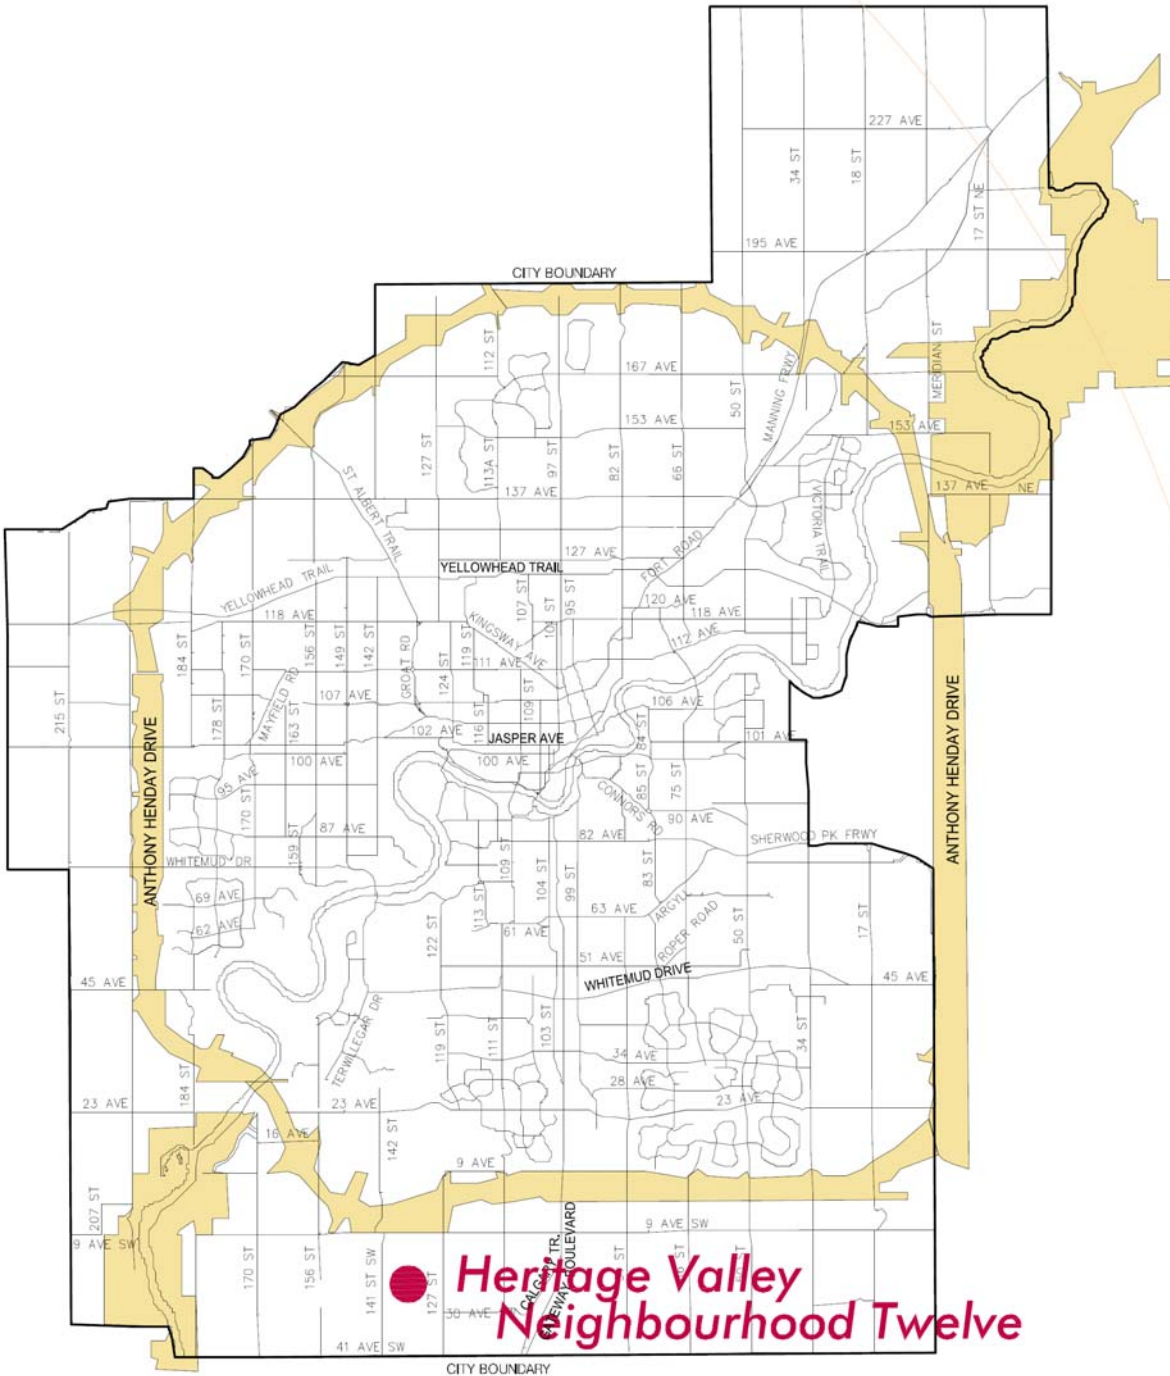 227 AVE
34 ST
18 ST
17 ST NE
195 AVE
CITY BOUNDARY
112 ST
167 AVE
MERIDIAN ST
MANNING FRWY
50 ST
153 AVE
153 AVE
127 ST
113A ST
97 ST
82 ST
66 ST
ST ALBERT TRAIL
137 AVE
VICTORIA TRAIL
137 AVE NE
127 AVE
FORT ROAD
YELLOWHEAD TRAIL
YELLOWHEAD TRAIL
107 ST
95 ST
120 AVE
118 AVE
118 AVE
KINGSWAY AVE
112 AVE
184 ST
170 ST
156 ST
149 ST
142 ST
GROAT RD
124 ST
119 ST
111 AVE
MAYFIELD RD
107 AVE
109 ST
106 AVE
215 ST
178 ST
163 ST
116 ST
84 ST
102 AVE
JASPER AVE
101 AVE
ANTHONY HENDAY DRIVE
ANTHONY HENDAY DRIVE
100 AVE
100 AVE
95 AVE
85 ST
75 ST
CONNORS RD
170 ST
90 AVE
87 AVE
82 AVE
SHERWOOD PK FRWY
159 ST
WHITEMUD DR
109 ST
104 ST
99 ST
83 ST
69 AVE
113 ST
63 AVE
ARGYLL
ROPER ROAD
50 ST
17 ST
62 AVE
122 ST
61 AVE
51 AVE
WHITEMUD DRIVE
45 AVE
45 AVE
TERWILLEGAR DR
119 ST
111 ST
103 ST
34 ST
34 AVE
28 AVE
184 ST
23 AVE
23 AVE
23 AVE
16 AVE
142 ST
9 AVE
207 ST
9 AVE SW
9 AVE SW
170 ST
156 ST
141 ST SW
127 ST
CALGARY TR.
GATEWAY BOULEVARD
Heritage Valley
30 AVE
Neighbourhood Twelve
41 AVE SW
CITY BOUNDARY